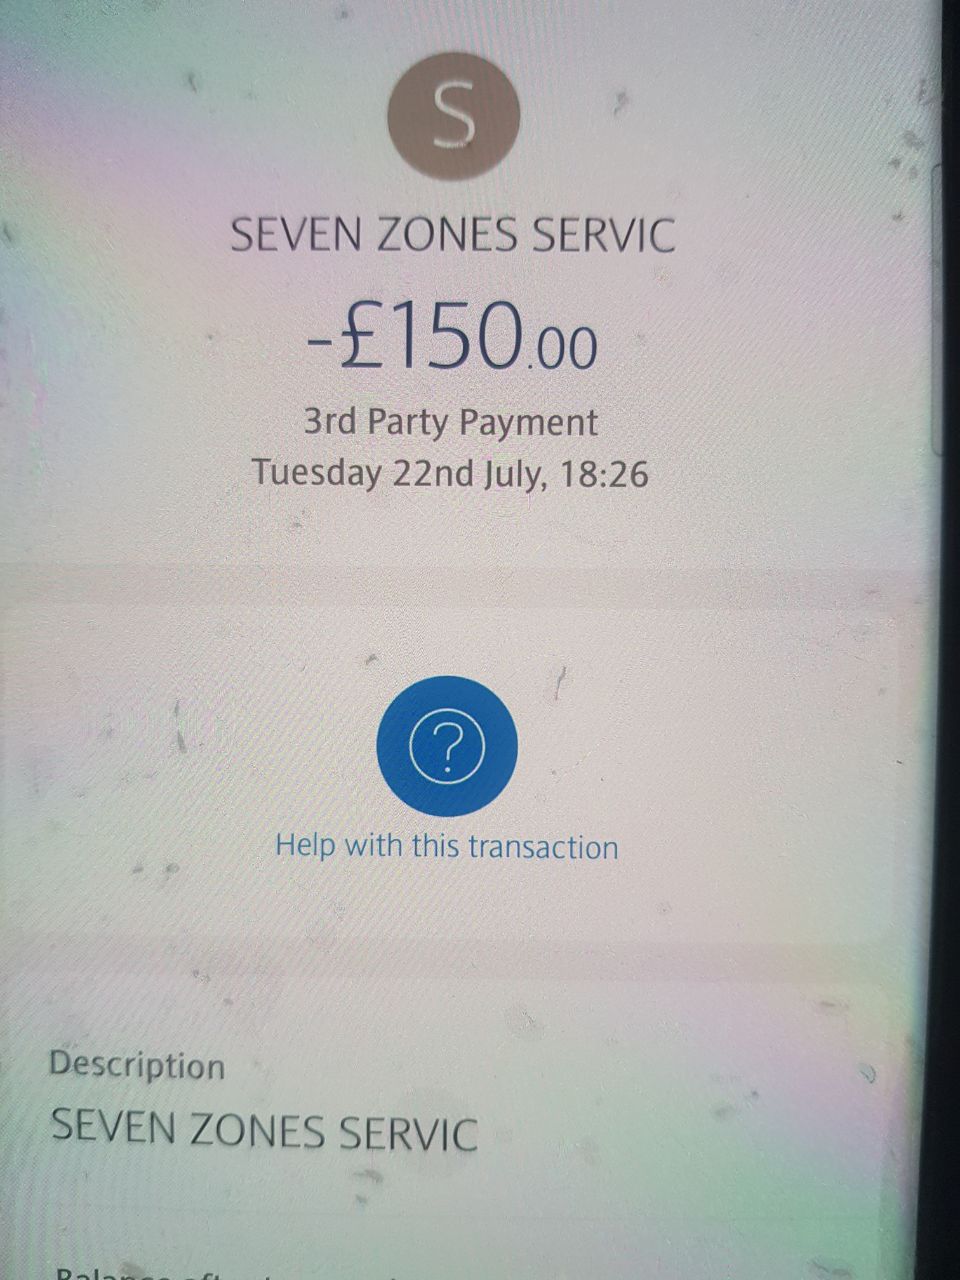 S
SEVEN ZONES SERVIC
-£150.00
3rd Party Payment
Tuesday 22nd July, 18:26
?
Help with this transaction
Description
SEVEN ZONES SERVIC